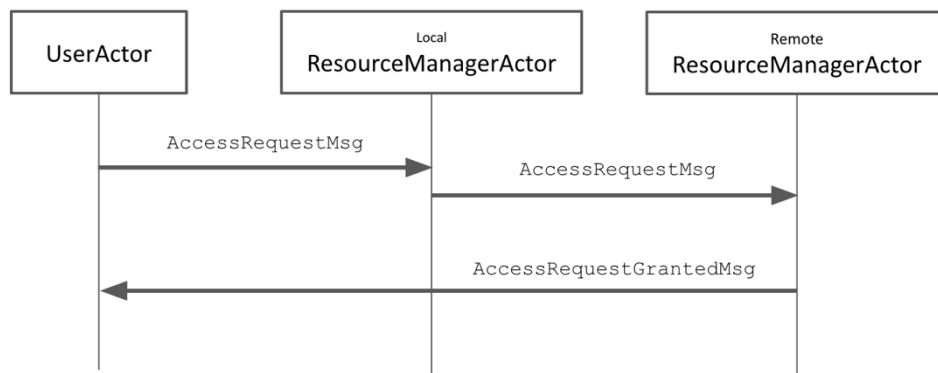 UserActor
Local
ResourceManagerActor
Remote
ResourceManagerActor
AccessRequestMsg
AccessRequestMsg
AccessRequestGrantedMsg